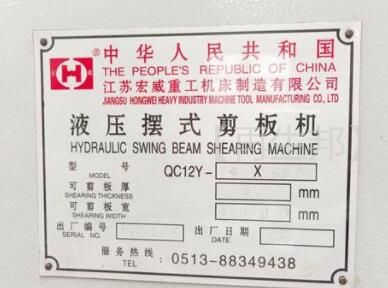 中华人民共和国
THE PEOPLE'S REPUBLIC OF CHINA
江苏宏威重工机床制造有限公司
JIANGSU HONGWEI HEAVY INDUSTRY MACHINE TOOL MANUFACTURING CO., LTD
H
液压摆式剪板机
HYDRAULIC SWING BEAM SHEARING MACHINE
型号
MODEL
QC12Y- X
可剪板厚
SHEARING THICKNESS
mm
可剪板宽
SHEARING WIDTH
mm
出厂编号
SERIAL NO.
出厂日期
DATE
服务热线:
TEL : 0513-88349438